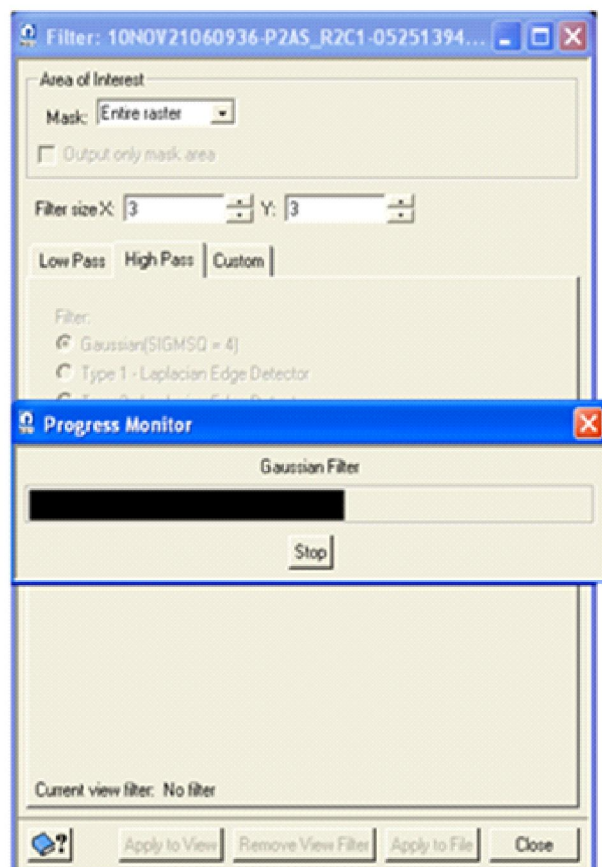 Filter: 10NOV21060936-P2AS_R2C1-05251394...
Area of Interest
Mask: Entire raster
Output only mask area
Filter size X: 3 Y: 3
Low Pass High Pass Custom
Filter:
Gaussian(SIGMSQ = 4)
Type 1 - Laplacian Edge Detector
Progress Monitor
Gaussian Filter
Stop
Current view filter: No filter
Apply to View Remove View Filter Apply to File Close